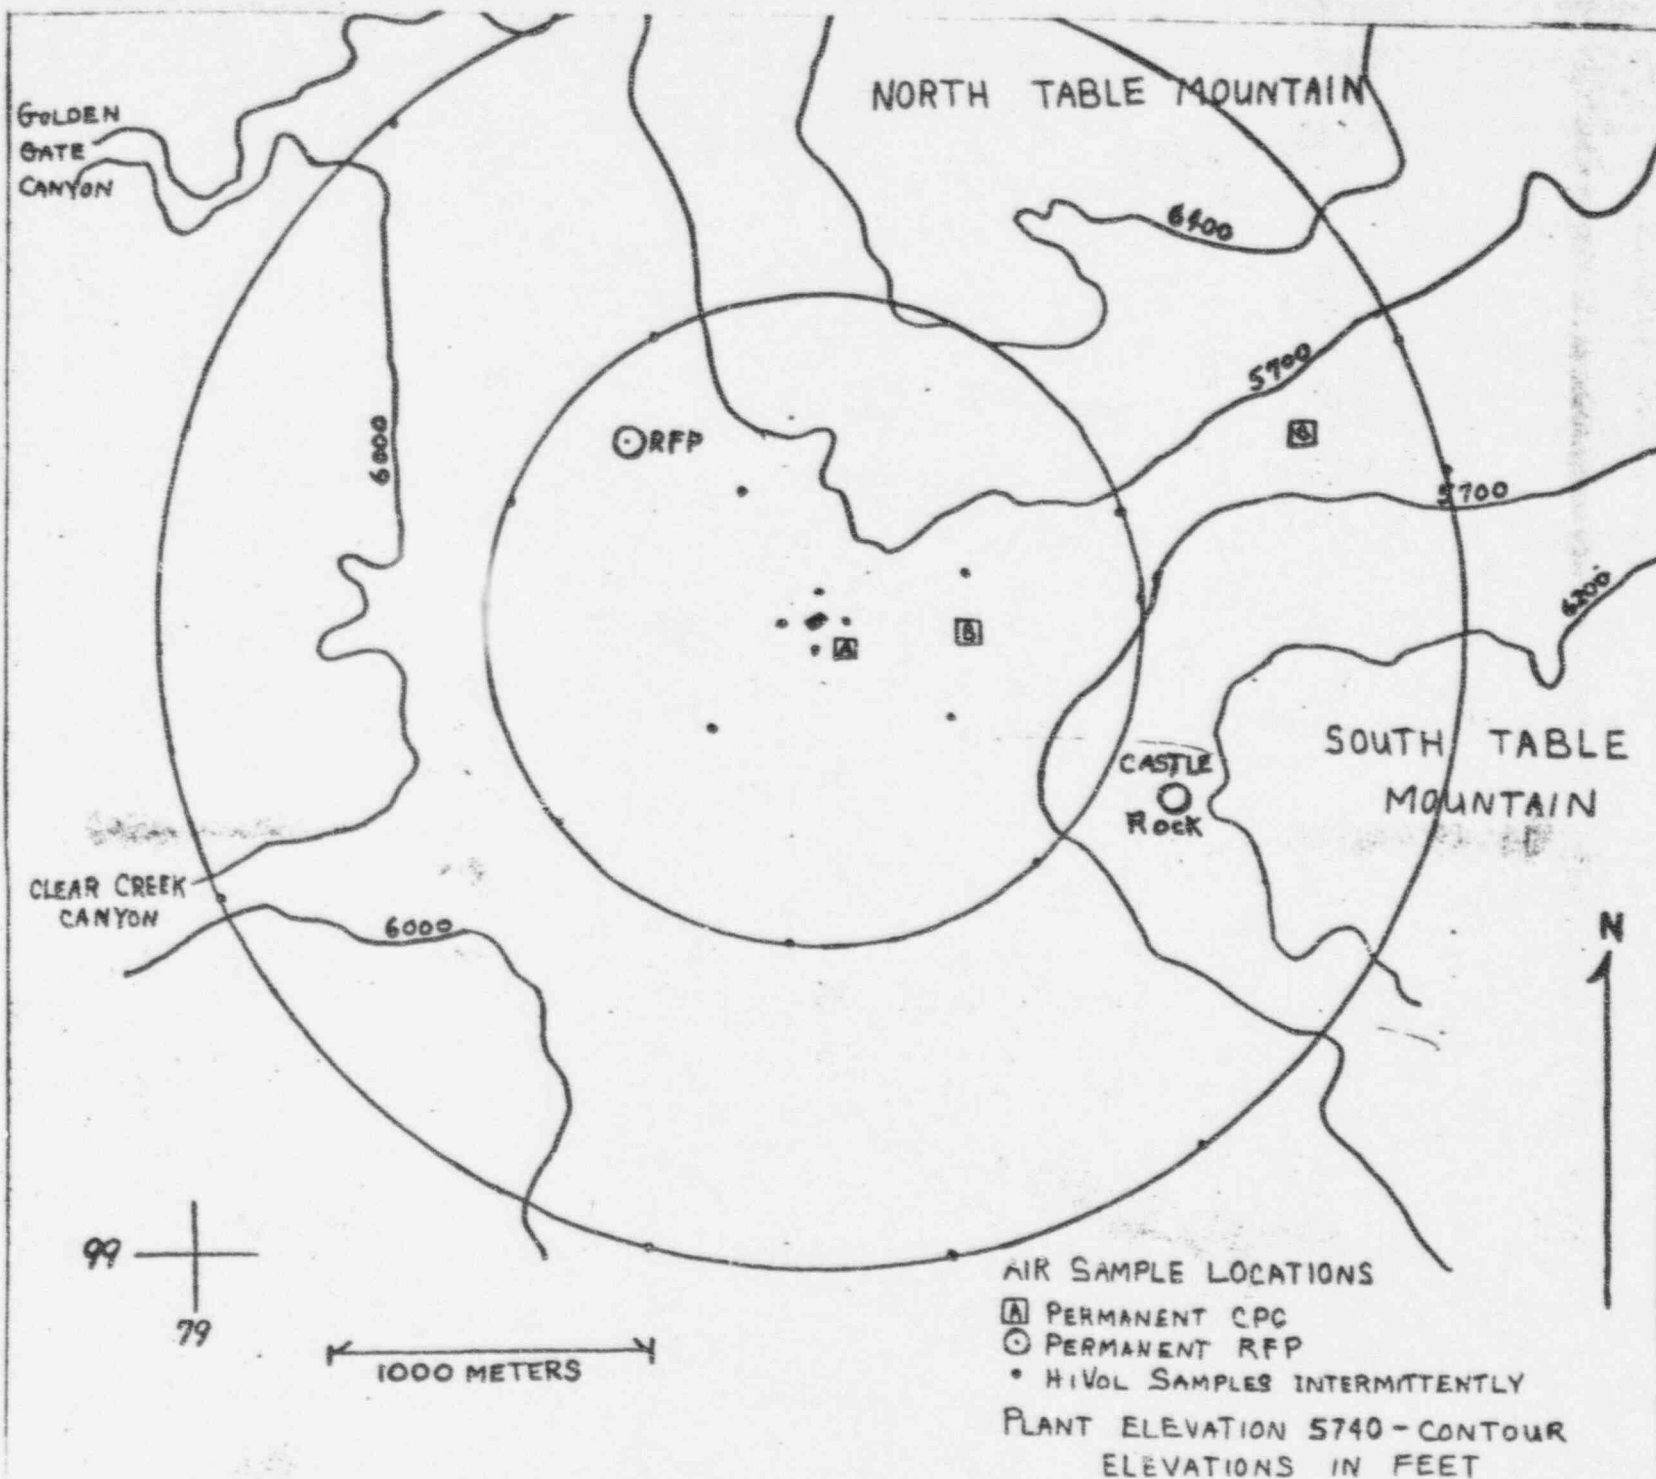 NORTH TABLE MOUNTAIN
GOLDEN
GATE
CANYON
6400
5700
6000
RFP
5700
6200
A
B
SOUTH TABLE
MOUNTAIN
CASTLE
ROCK
CLEAR CREEK
CANYON
6000
N
99
79
1000 METERS
AIR SAMPLE LOCATIONS
A PERMANENT CPC
PERMANENT RFP
• HIVOL SAMPLES INTERMITTENTLY
PLANT ELEVATION 5740 - CONTOUR
ELEVATIONS IN FEET